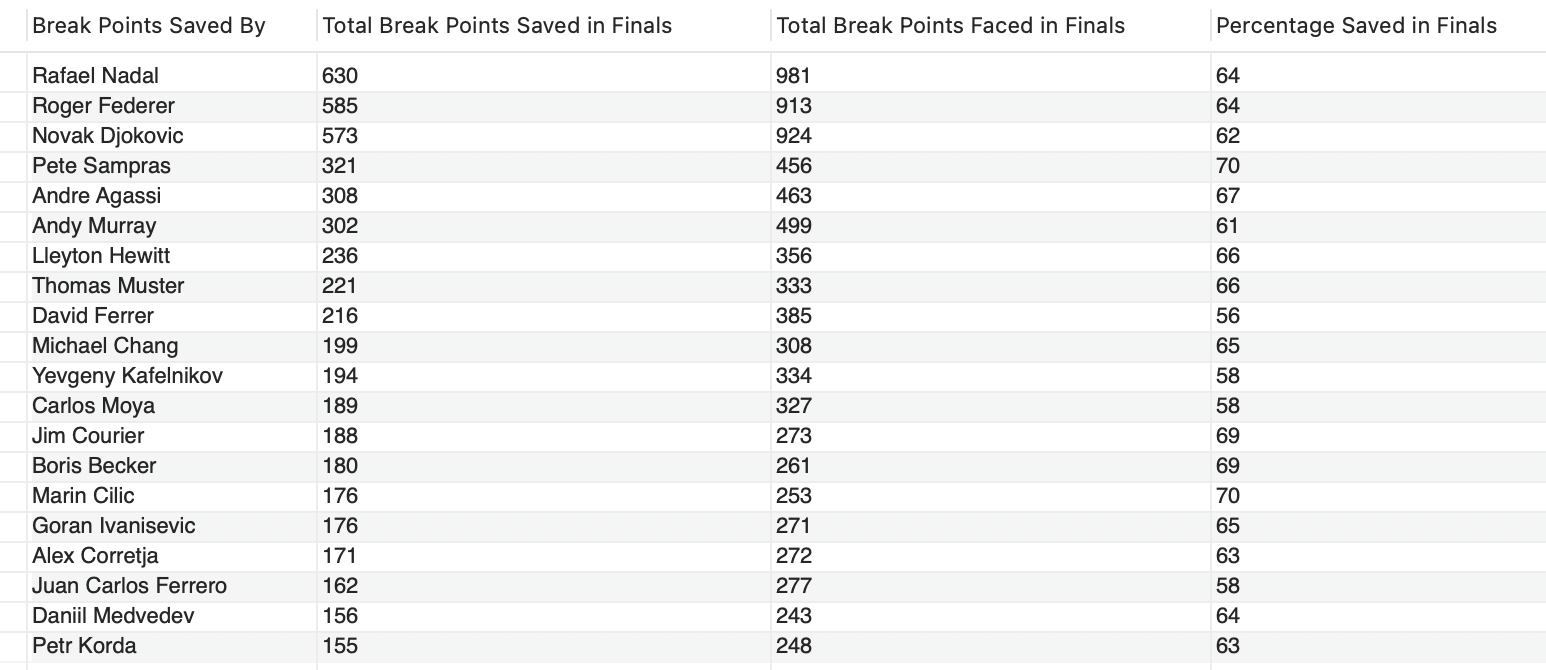 Break Points Saved By Total Break Points Saved in Finals Total Break Points Faced in Finals Percentage Saved in Finals
Rafael Nadal 630 981 64
Roger Federer 585 913 64
Novak Djokovic 573 924 62
Pete Sampras 321 456 70
Andre Agassi 308 463 67
Andy Murray 302 499 61
Lleyton Hewitt 236 356 66
Thomas Muster 221 333 66
David Ferrer 216 385 56
Michael Chang 199 308 65
Yevgeny Kafelnikov 194 334 58
Carlos Moya 189 327 58
Jim Courier 188 273 69
Boris Becker 180 261 69
Marin Cilic 176 253 70
Goran Ivanisevic 176 271 65
Alex Corretja 171 272 63
Juan Carlos Ferrero 162 277 58
Daniil Medvedev 156 243 64
Petr Korda 155 248 63